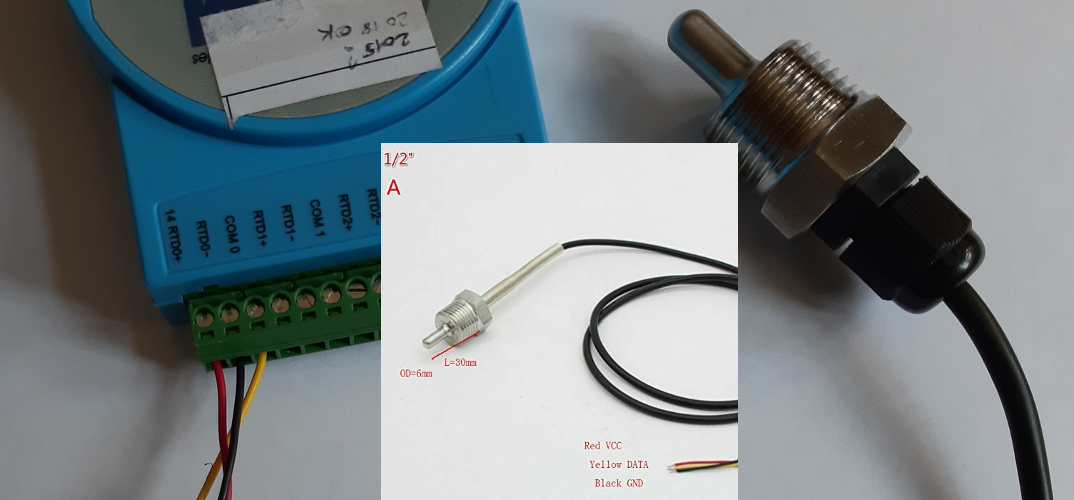 2018 OK
2015?
14 RTD0+
RTD0-
COM 0
RTD1+
RTD1-
COM 1
RTD2+
RTD2-
1/2"
A
L=30mm
OD=6mm
Red VCC
Yellow DATA
Black GND